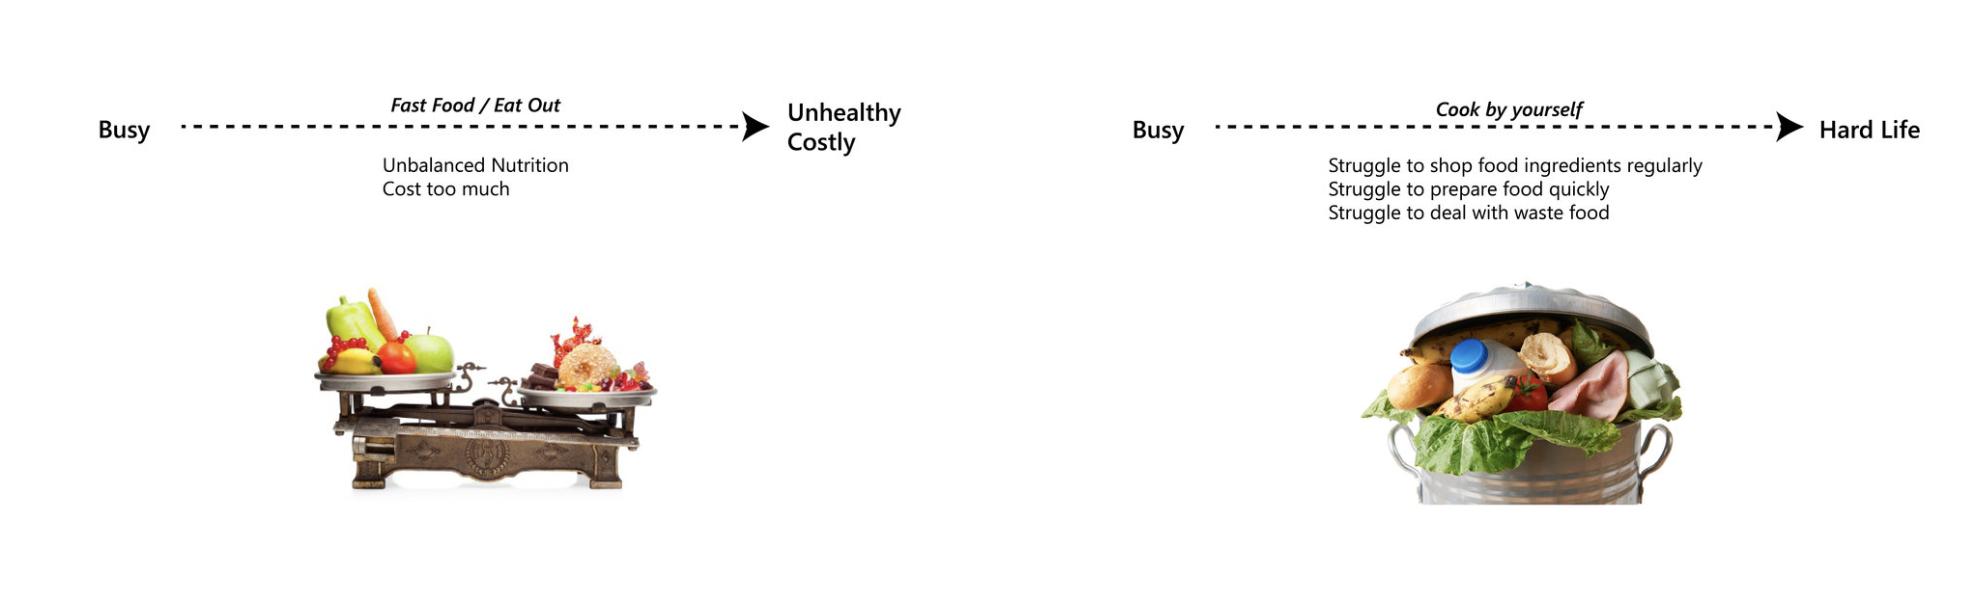 Busy
Fast Food / Eat Out
Unhealthy
Costly
Unbalanced Nutrition
Cost too much
Busy
Cook by yourself
Hard Life
Struggle to shop food ingredients regularly
Struggle to prepare food quickly
Struggle to deal with waste food